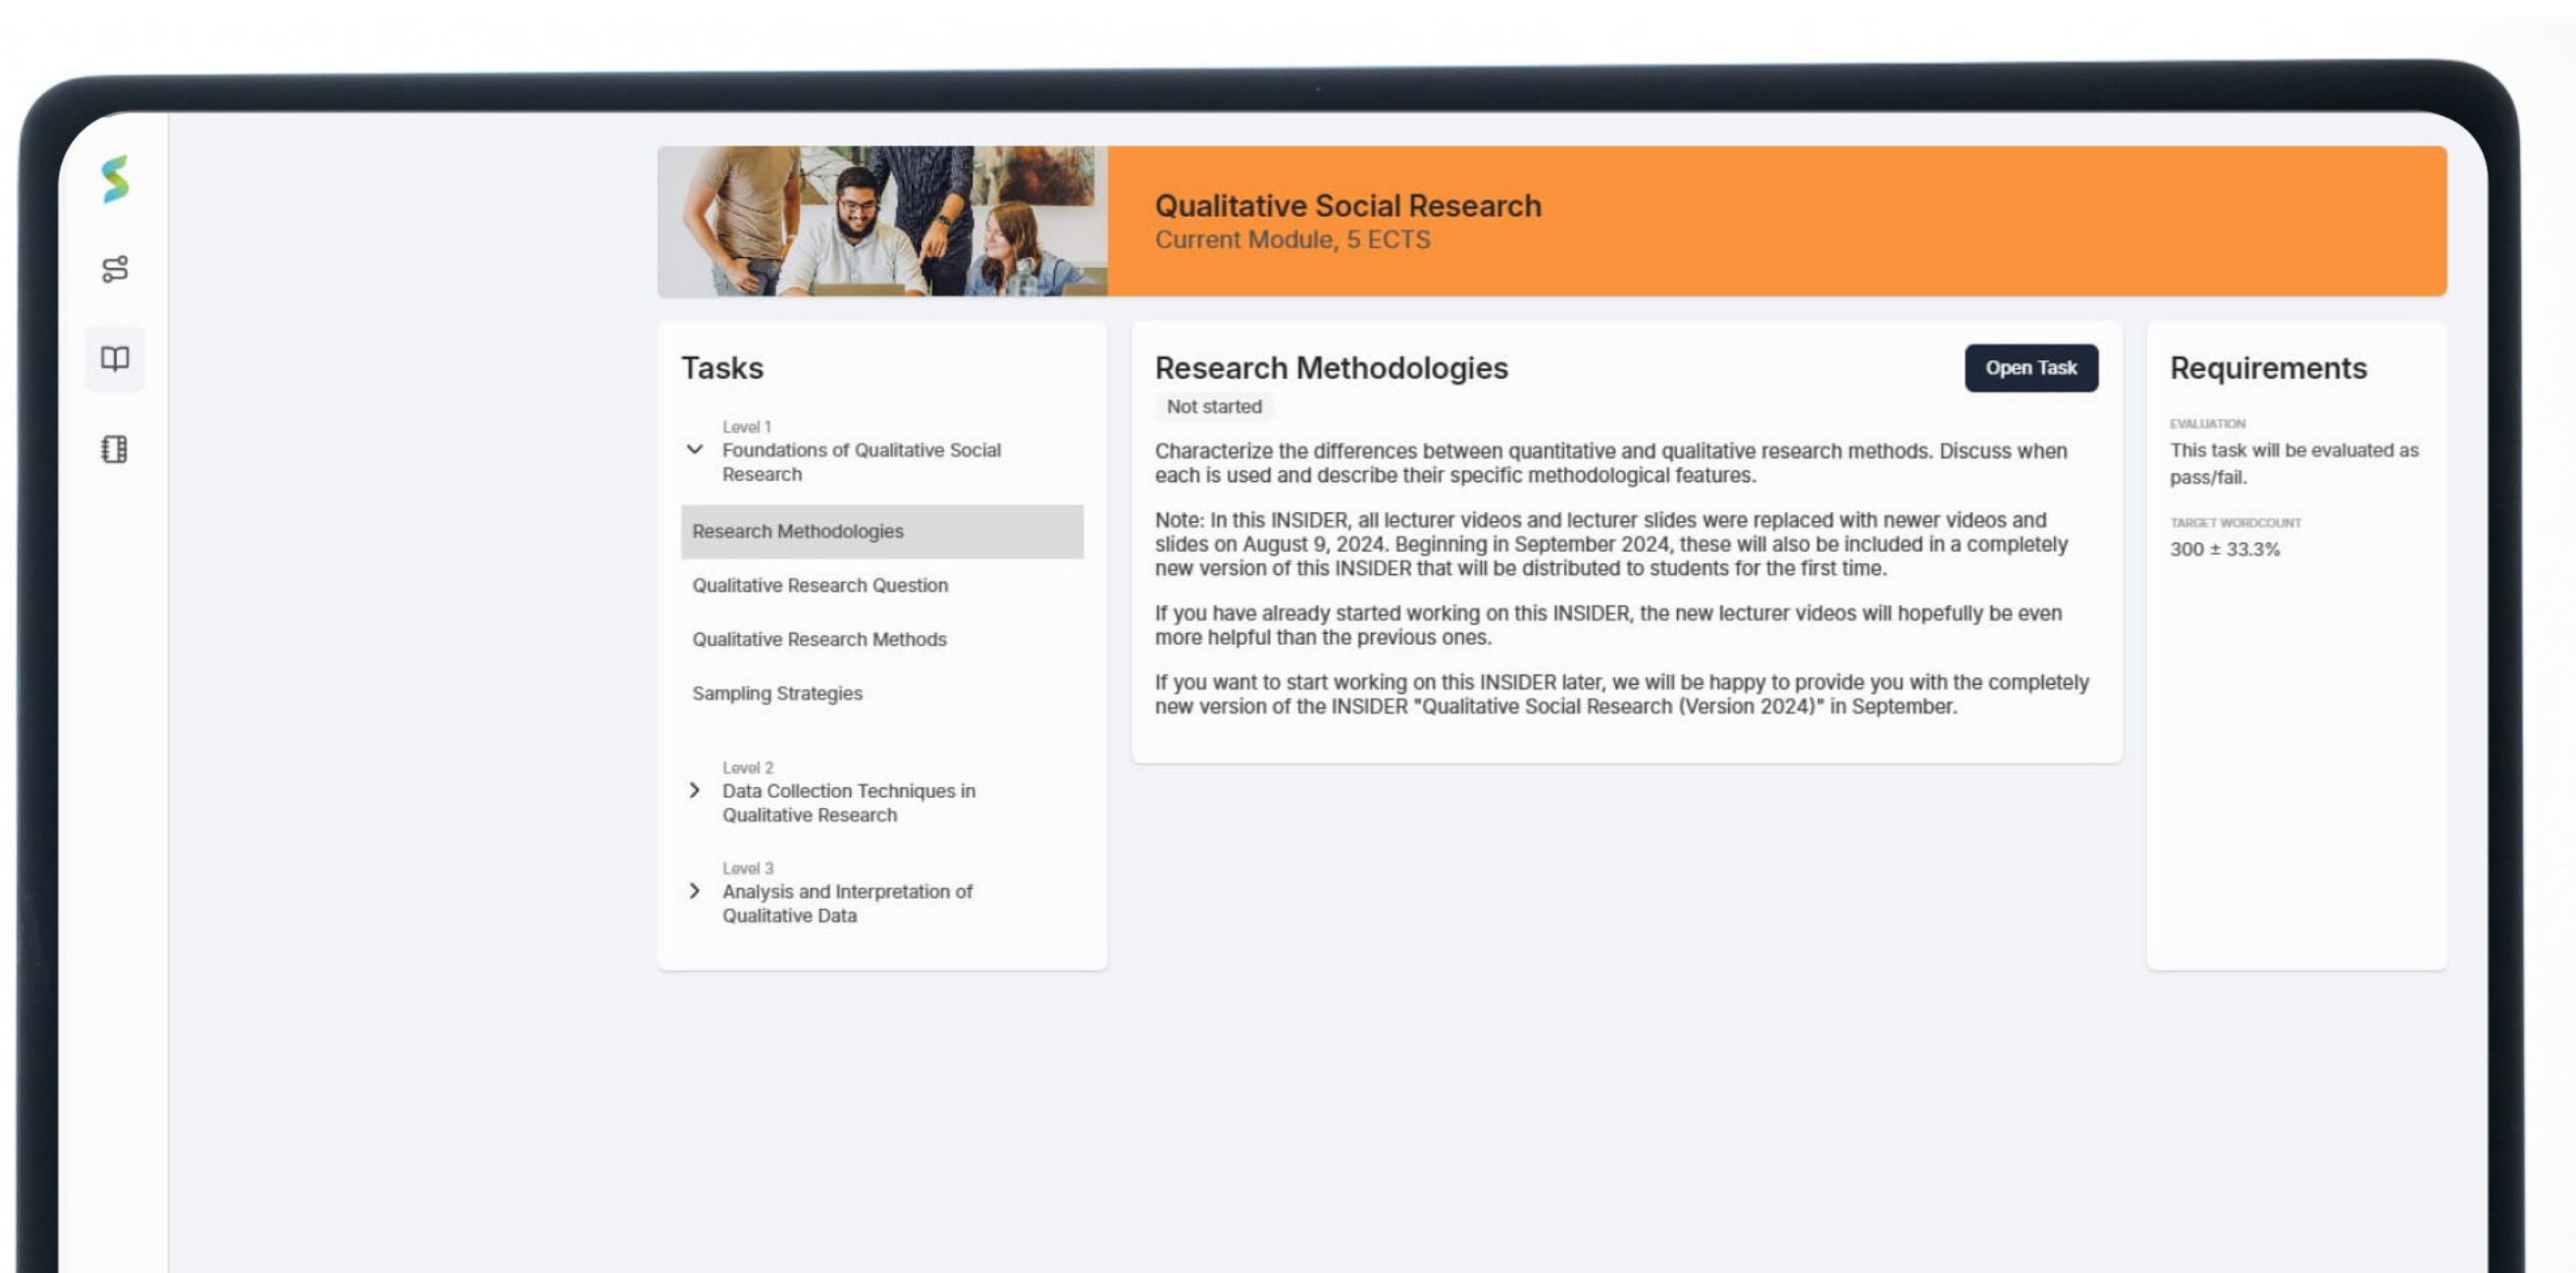 Qualitative Social Research
Current Module, 5 ECTS
Tasks
Level 1
Foundations of Qualitative Social
Research
Research Methodologies
Qualitative Research Question
Qualitative Research Methods
Sampling Strategies
Level 2
Data Collection Techniques in
Qualitative Research
Level 3
Analysis and Interpretation of
Qualitative Data
Research Methodologies
Open Task
Not started
Characterize the differences between quantitative and qualitative research methods. Discuss when
each is used and describe their specific methodological features.
Note: In this INSIDER, all lecturer videos and lecturer slides were replaced with newer videos and
slides on August 9, 2024. Beginning in September 2024, these will also be included in a completely
new version of this INSIDER that will be distributed to students for the first time.
If you have already started working on this INSIDER, the new lecturer videos will hopefully be even
more helpful than the previous ones.
If you want to start working on this INSIDER later, we will be happy to provide you with the completely
new version of the INSIDER "Qualitative Social Research (Version 2024)" in September.
Requirements
EVALUATION
This task will be evaluated as
pass/fail.
TARGET WORDCOUNT
300 ± 33.3%